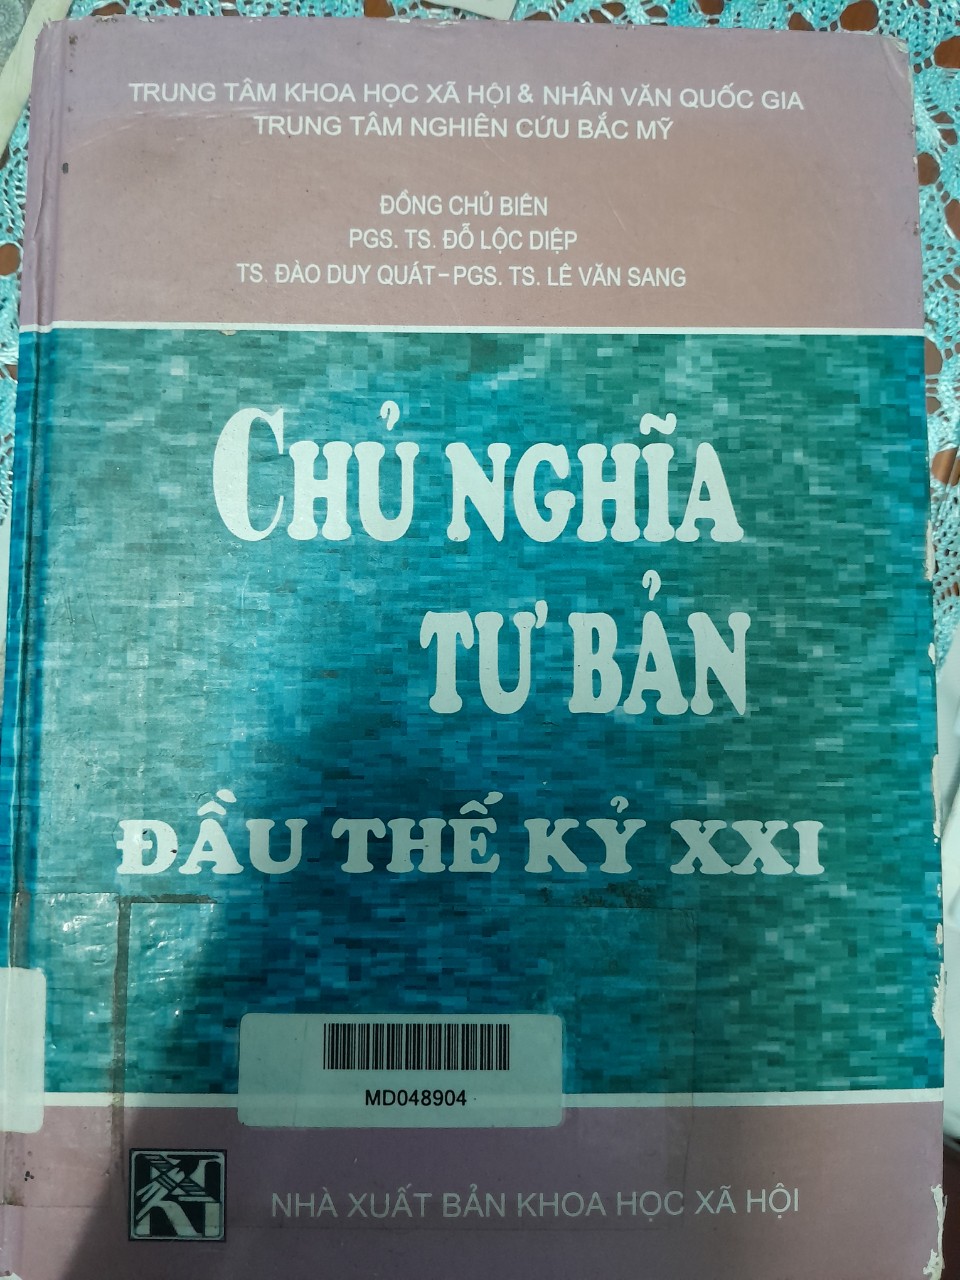 TRUNG TÂM KHOA HỌC XÃ HỘI & NHÂN VĂN QUỐC GIA
TRUNG TÂM NGHIÊN CỨU BẮC MỸ
ĐỒNG CHỦ BIÊN
PGS. TS. ĐỖ LỘC DIỆP
TS. ĐÀO DUY QUÁT – PGS. TS. LÊ VĂN SANG
CHỦ NGHĨA
TƯ BẢN
ĐẦU THẾ KỶ XXI
MD048904
NHÀ XUẤT BẢN KHOA HỌC XÃ HỘI